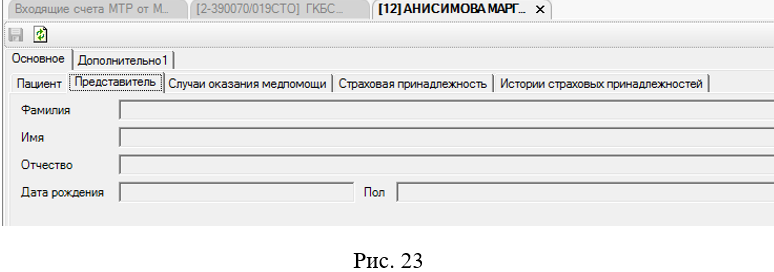 Входящие счета МТР от М... [2-390070/019СТО] ГКБС... [12] АНИСИМОВА МАРГ...
Основное Дополнительно1
Пациент Представитель Случаи оказания медпомощи Страховая принадлежность Истории страховых принадлежностей
Фамилия
Имя
Отчество
Дата рождения Пол
Рис. 23